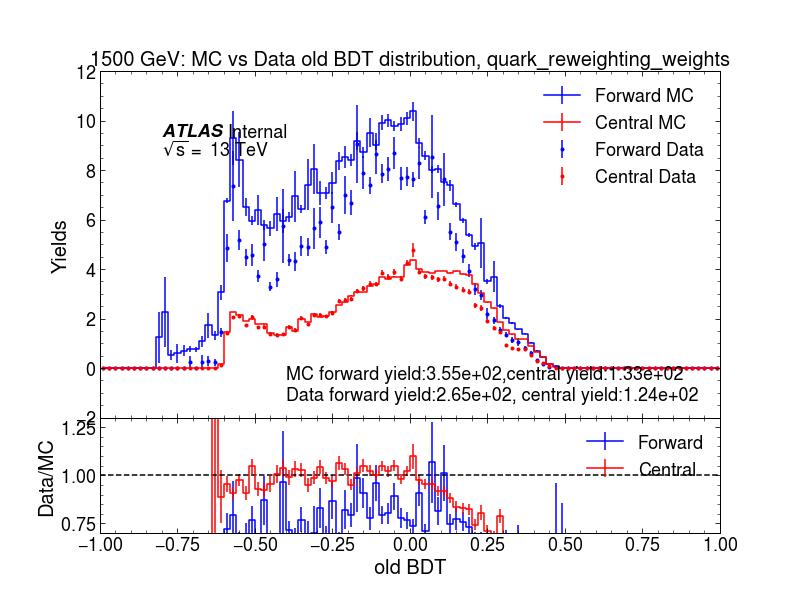 1500 GeV: MC vs Data old BDT distribution, quark_reweighting_weights
12
10
8
6
4
2
0
−2
Yields
ATLAS Internal
√s = 13 TeV
Forward MC
Central MC
Forward Data
Central Data
MC forward yield:3.55e+02,central yield:1.33e+02
Data forward yield:2.65e+02, central yield:1.24e+02
1.25
1.00
0.75
Data/MC
Forward
Central
−1.00 −0.75 −0.50 −0.25 0.00 0.25 0.50 0.75 1.00
old BDT